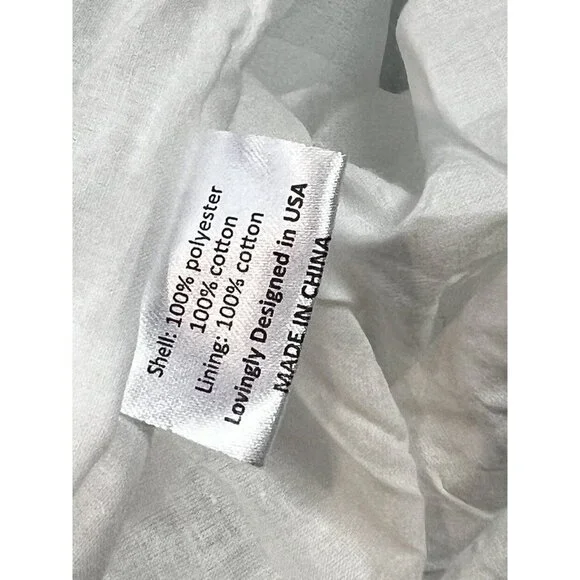 Shell: 100% polyester
100% cotton
Lining: 100% cotton
Lovingly Designed in USA
MADE IN CHINA